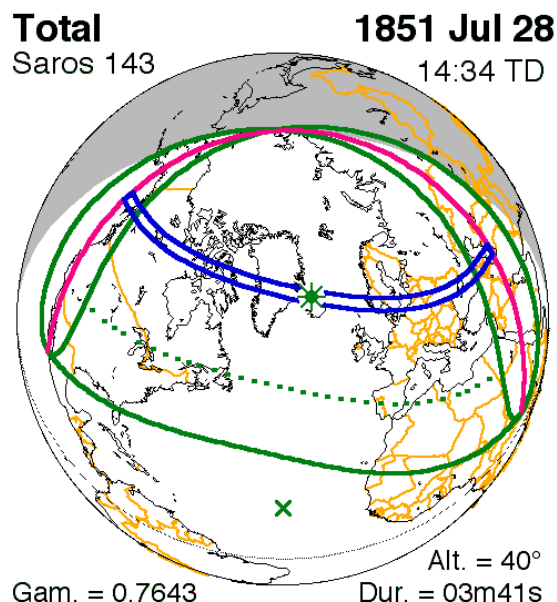 Total
1851 Jul 28
Saros 143
14:34 TD
Alt. = 40°
Gam. = 0.7643
Dur. = 03m41s